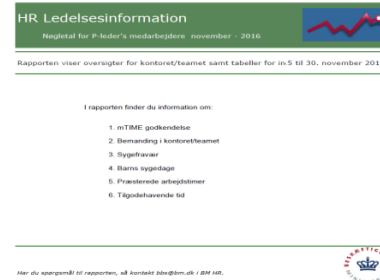 HR Ledelsesinformation
Nøgletal for P-leder's medarbejdere november - 2016
Rapporten viser oversigter for kontoret/teamet samt tabeller for in.5 til 30. november 201
I rapporten finder du information om:
1. mTIME godkendelse
2. Bemanding i kontoret/teamet
3. Sygefravær
4. Barns sygedage
5. Præsterede arbejdstimer
6. Tilgodehavende tid
Har du spørgsmål til rapporten, så kontakt bbs@bm.dk i BM HR.